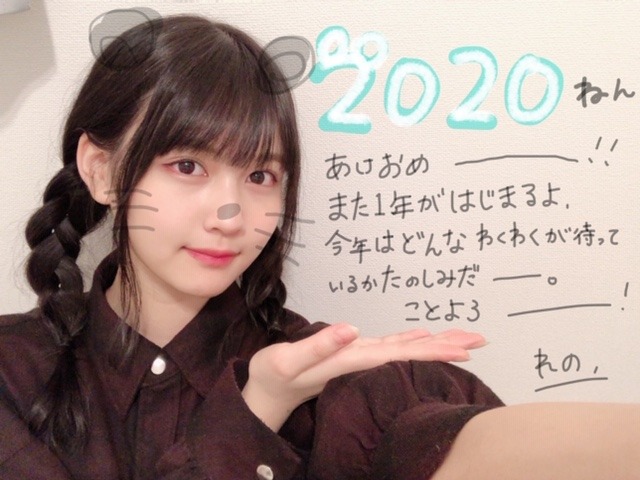 2020ねん
あけおめ ――――!!
また1年がはじまるよ、
今年はどんなわくわくが待って
いるかたのしみだ――。
ことよろ ――――!
れの、